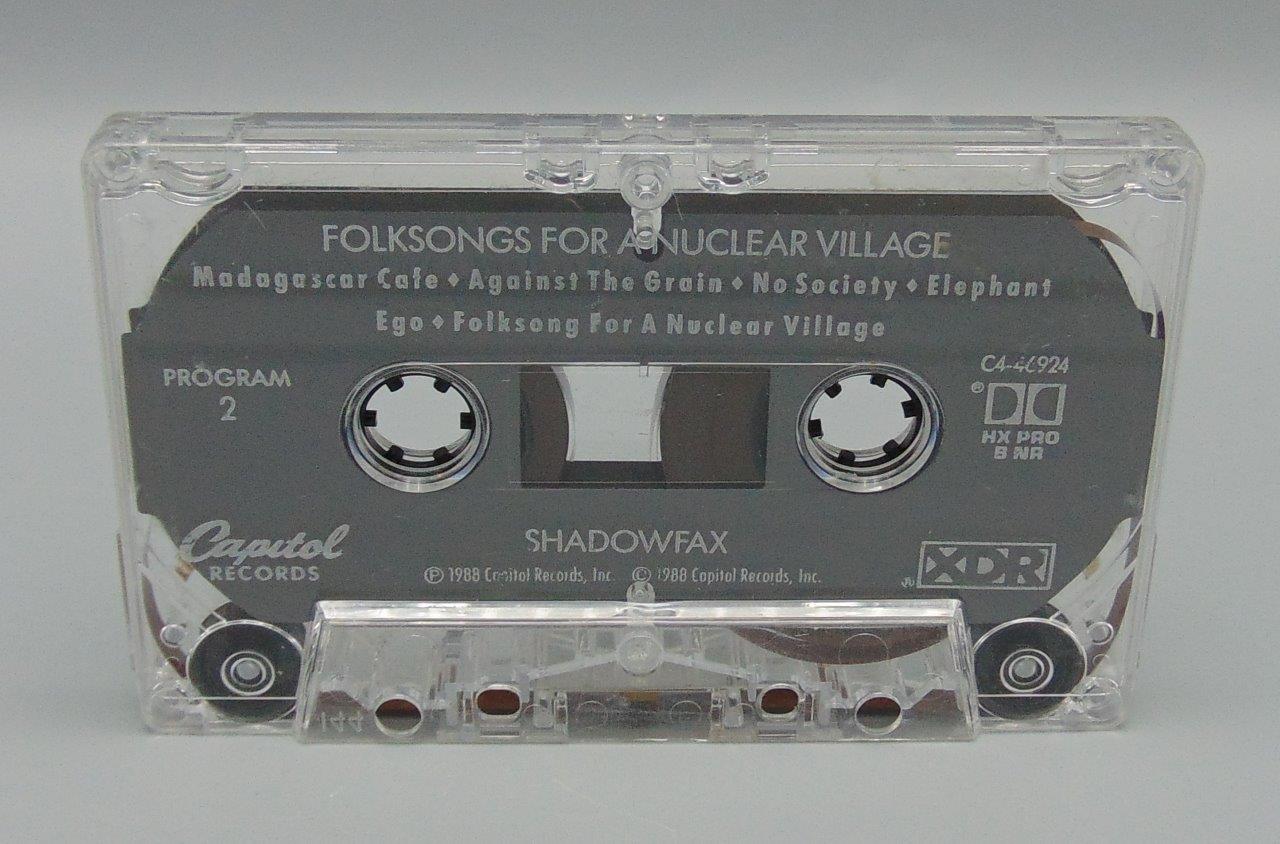 FOLKSONGS FOR A NUCLEAR VILLAGE
Madagascar Cafe ♦ Against The Grain ♦ No Society ♦ Elephant
Ego ♦ Folksong For A Nuclear Village
PROGRAM
2
C4-46924
®
HX PRO
B NR
Capitol
RECORDS
SHADOWFAX
Ⓟ 1988 Capitol Records, Inc. © 1988 Capitol Records, Inc.
XDR
144